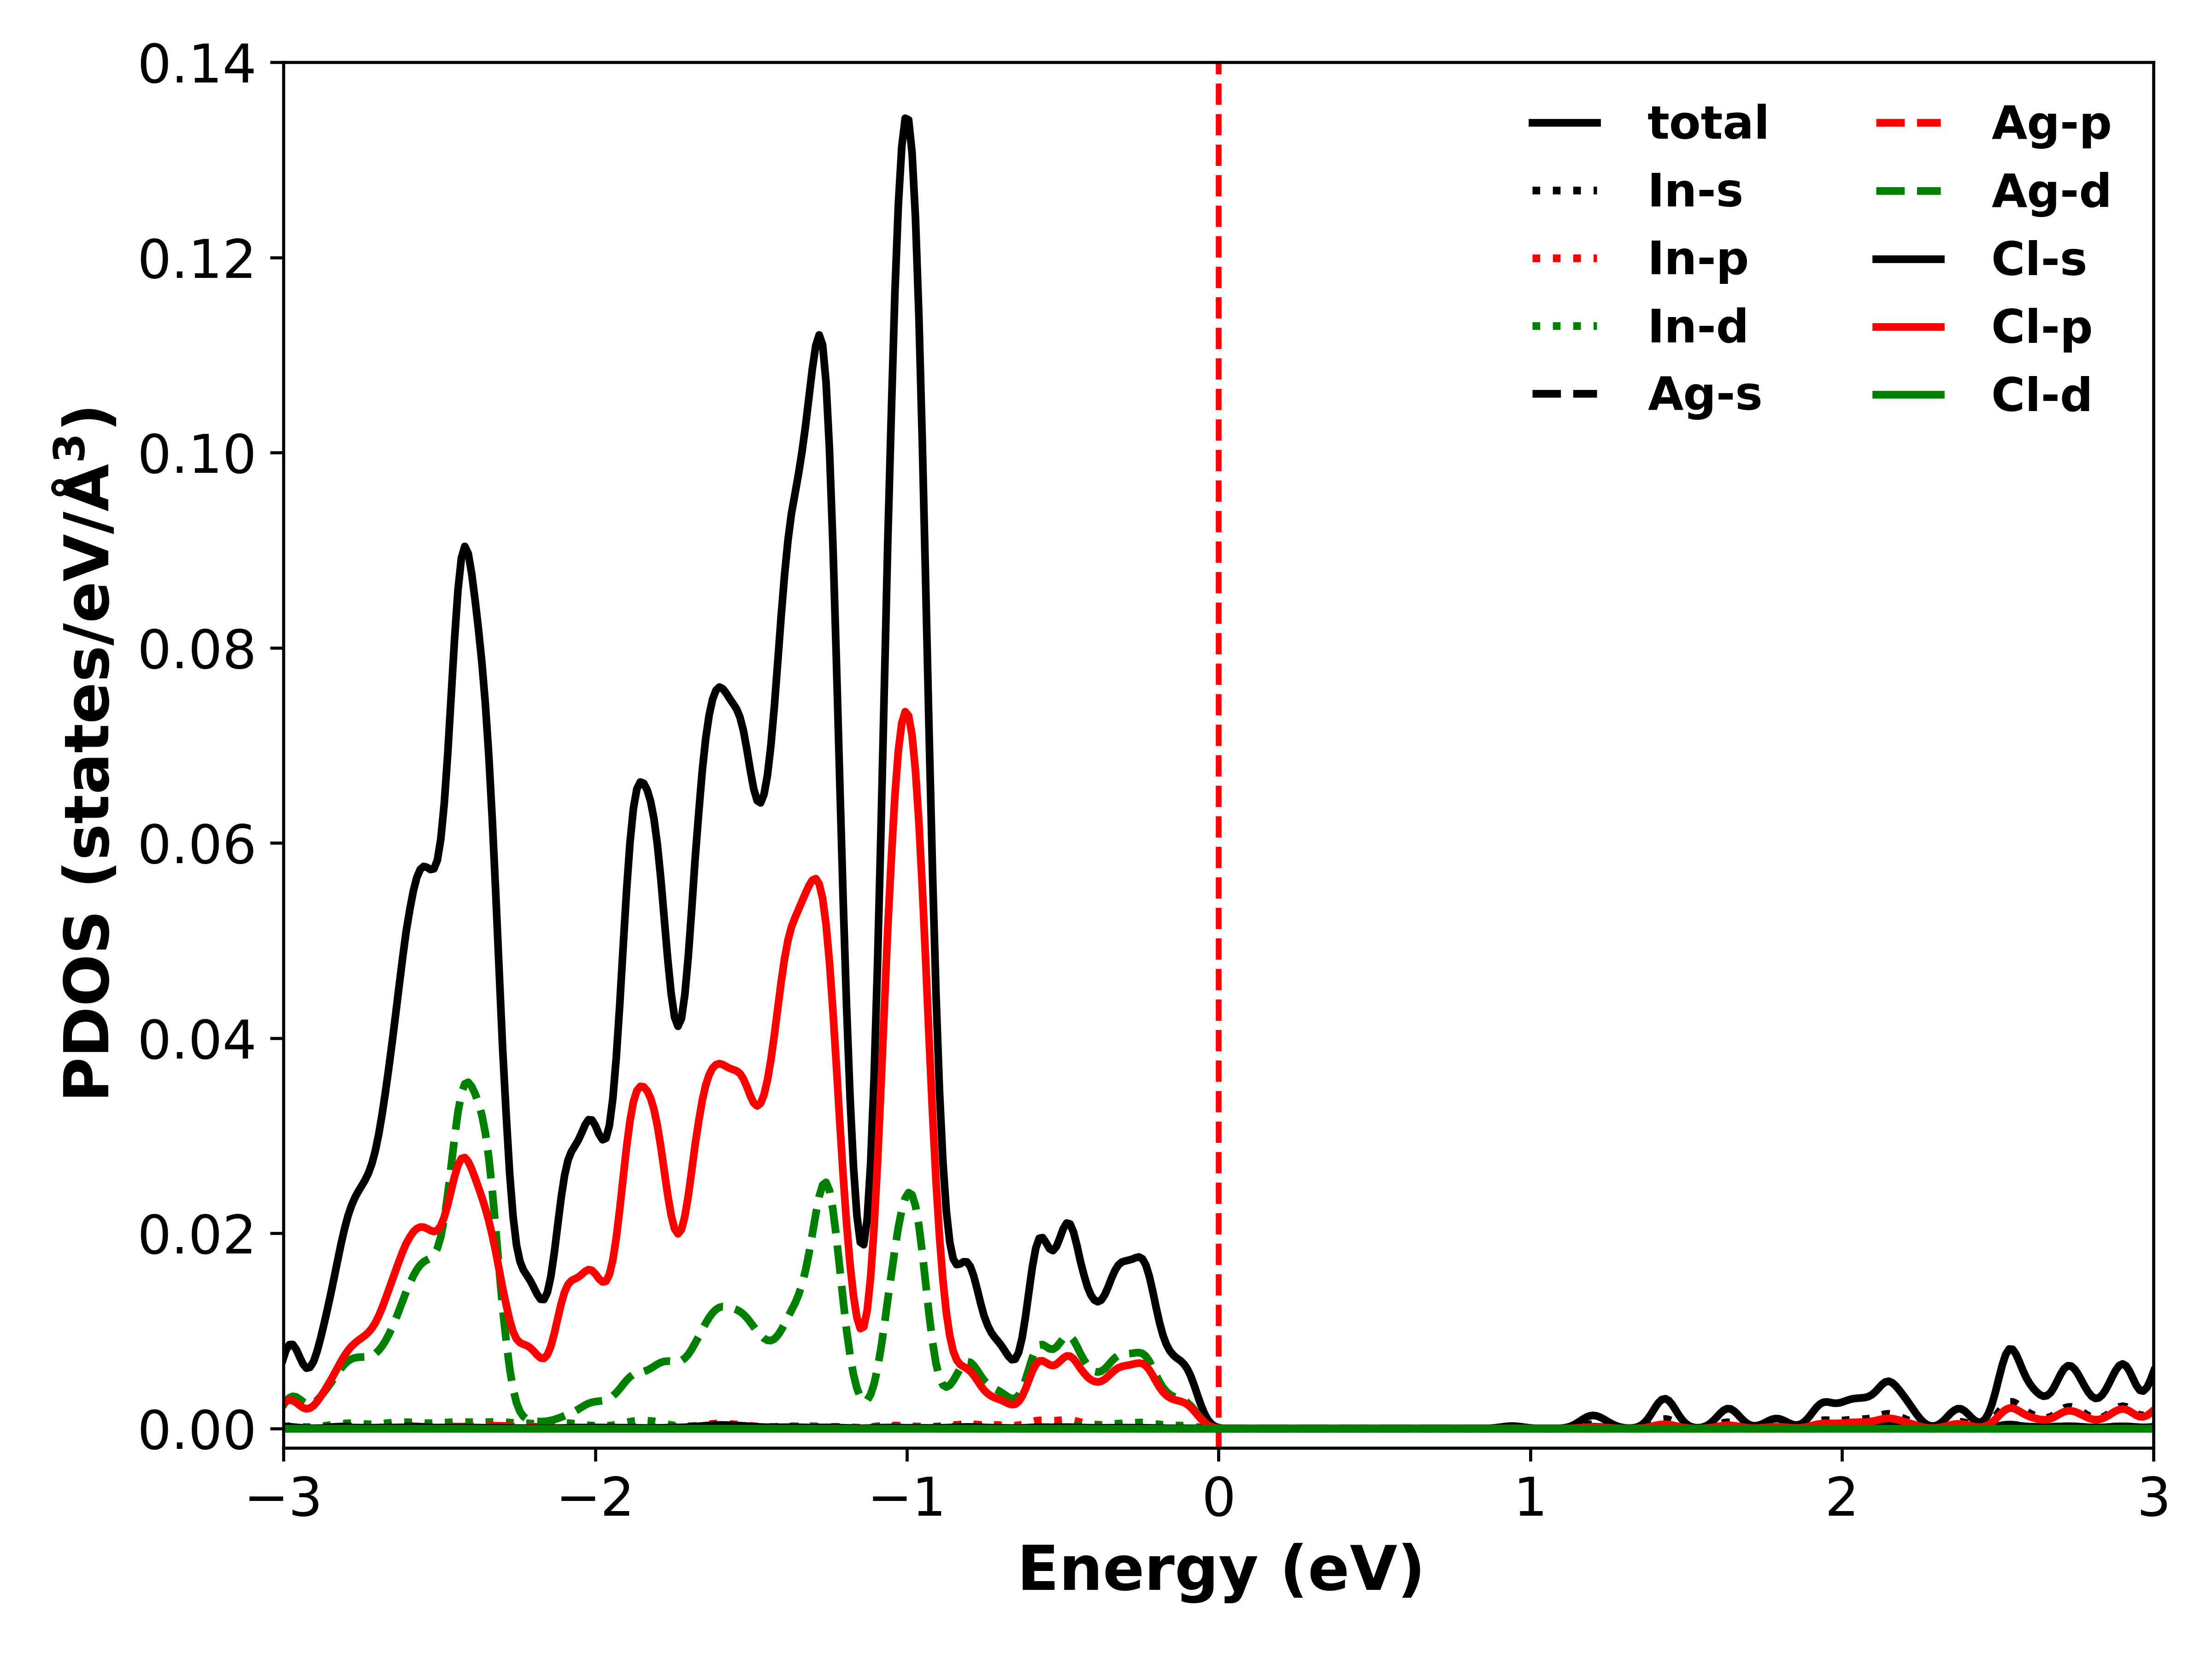 0.14
0.12
0.10
0.08
0.06
0.04
0.02
0.00
PDOS (states/eV/Å³)
total
In-s
In-p
In-d
Ag-s
Ag-p
Ag-d
Cl-s
Cl-p
Cl-d
−3 −2 −1 0 1 2 3
Energy (eV)